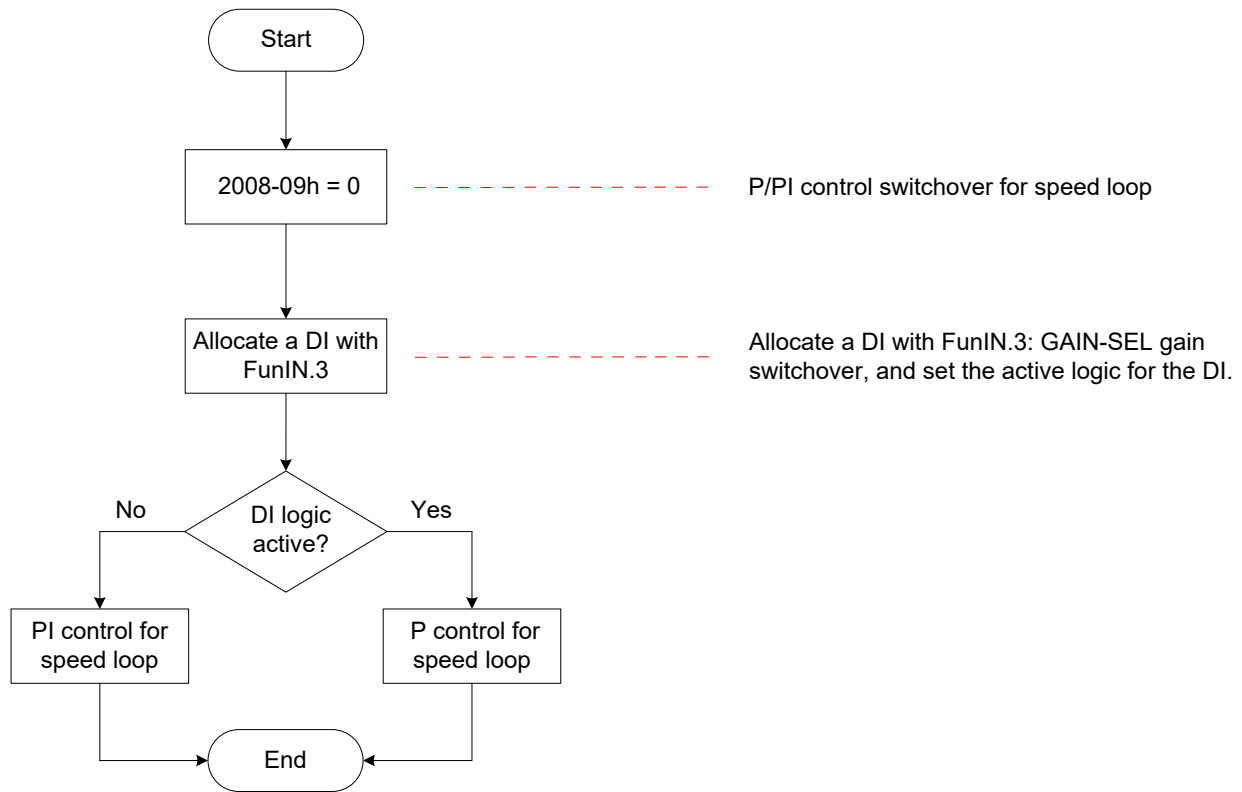 Start
2008-09h = 0
P/PI control switchover for speed loop
Allocate a DI with
FunIN.3
Allocate a DI with FunIN.3: GAIN-SEL gain
switchover, and set the active logic for the DI.
No
DI logic
active?
Yes
PI control for
speed loop
P control for
speed loop
End